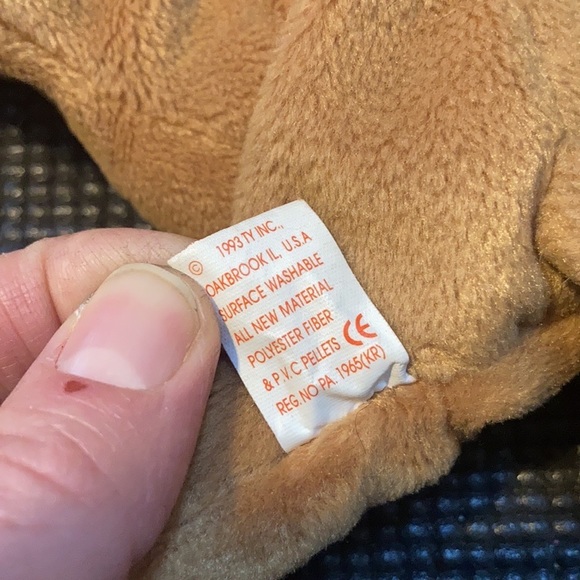 © 1993 TY INC.,
OAKBROOK IL, U.S.A
SURFACE WASHABLE
ALL NEW MATERIAL
POLYESTER FIBER
& P.V.C PELLETS CE
REG.NO PA. 1965(KR)